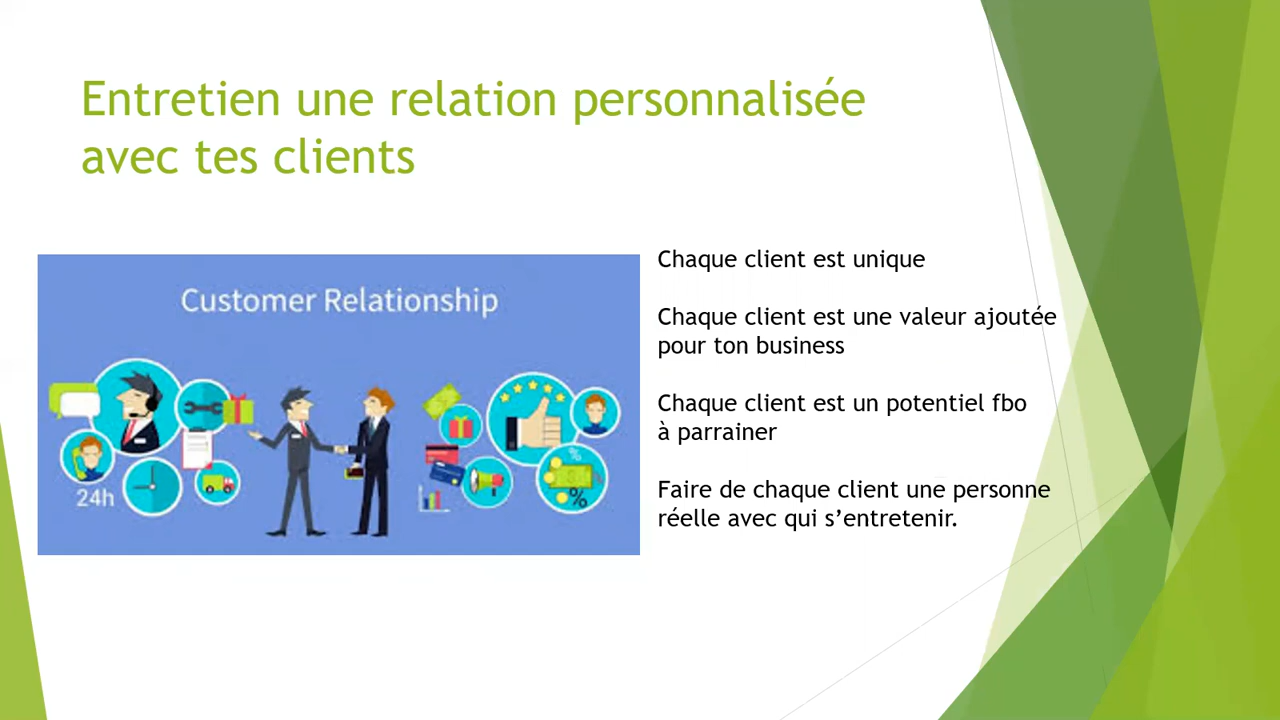 Entretien une relation personnalisée
avec tes clients
Customer Relationship
24h
%
%
Chaque client est unique
Chaque client est une valeur ajoutée
pour ton business
Chaque client est un potentiel fbo
à parrainer
Faire de chaque client une personne
réelle avec qui s’entretenir.